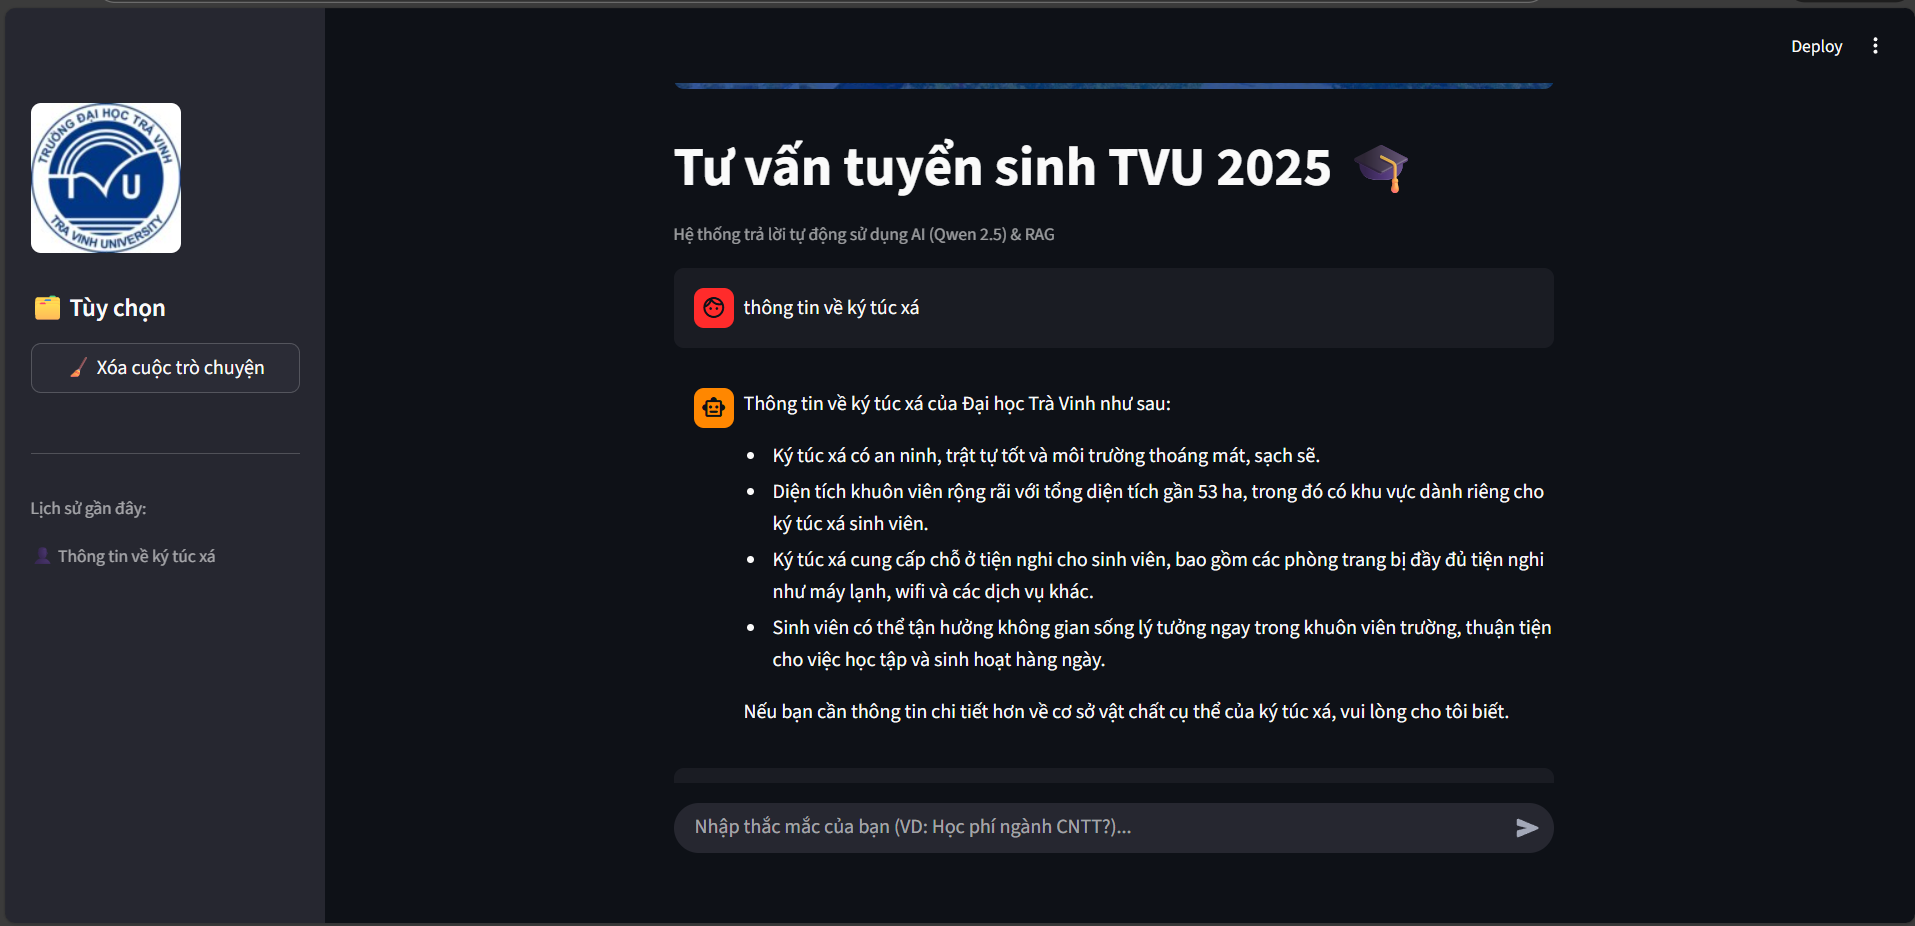 Deploy
TRƯỜNG ĐẠI HỌC TRÀ VINH
TVU
TRA VINH UNIVERSITY
Tùy chọn
Xóa cuộc trò chuyện
Lịch sử gần đây:
Thông tin về ký túc xá
Tư vấn tuyển sinh TVU 2025
Hệ thống trả lời tự động sử dụng AI (Qwen 2.5) & RAG
thông tin về ký túc xá
Thông tin về ký túc xá của Đại học Trà Vinh như sau:
Ký túc xá có an ninh, trật tự tốt và môi trường thoáng mát, sạch sẽ.
Diện tích khuôn viên rộng rãi với tổng diện tích gần 53 ha, trong đó có khu vực dành riêng cho
ký túc xá sinh viên.
Ký túc xá cung cấp chỗ ở tiện nghi cho sinh viên, bao gồm các phòng trang bị đầy đủ tiện nghi
như máy lạnh, wifi và các dịch vụ khác.
Sinh viên có thể tận hưởng không gian sống lý tưởng ngay trong khuôn viên trường, thuận tiện
cho việc học tập và sinh hoạt hàng ngày.
Nếu bạn cần thông tin chi tiết hơn về cơ sở vật chất cụ thể của ký túc xá, vui lòng cho tôi biết.
Nhập thắc mắc của bạn (VD: Học phí ngành CNTT?)...